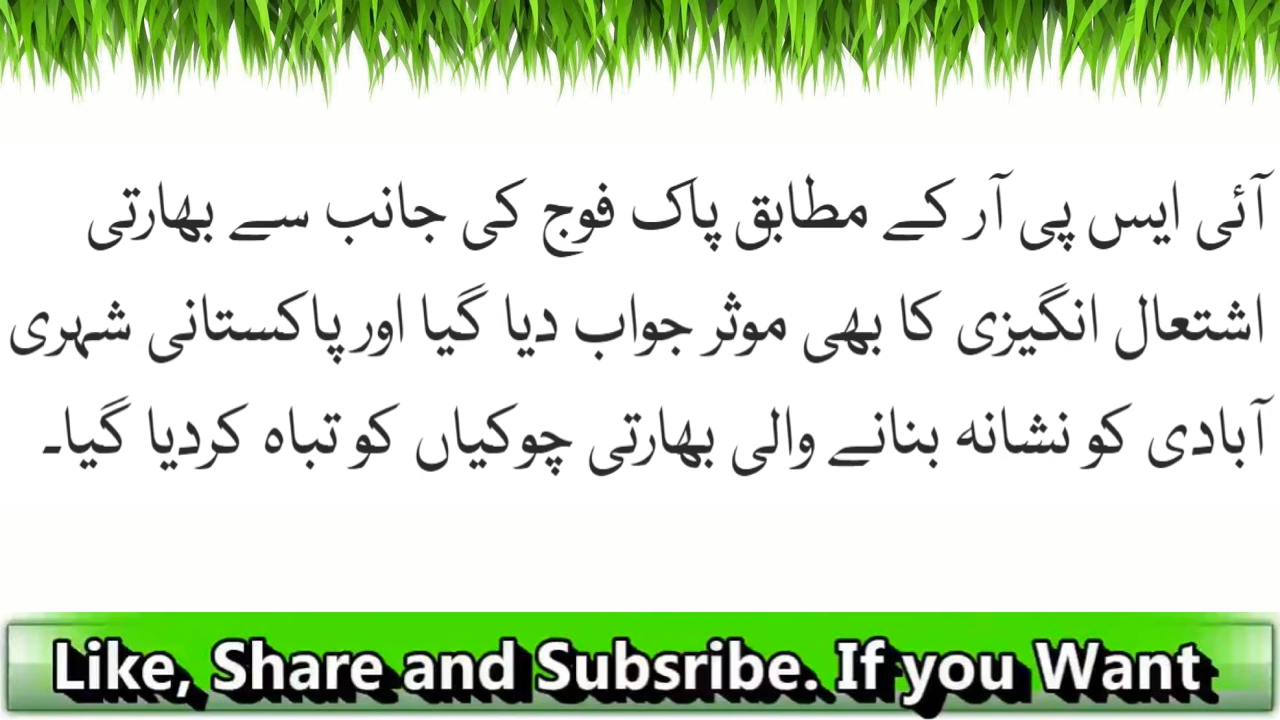 آئی ایس پی آر کے مطابق پاک فوج کی جانب سے بھارتی
اشتعال انگیزی کا بھی موثر جواب دیا گیا اور پاکستانی شہری
آبادی کو نشانہ بنانے والی بھارتی چوکیاں کو تباہ کردیا گیا۔
Like, Share and Subsribe. If you Want